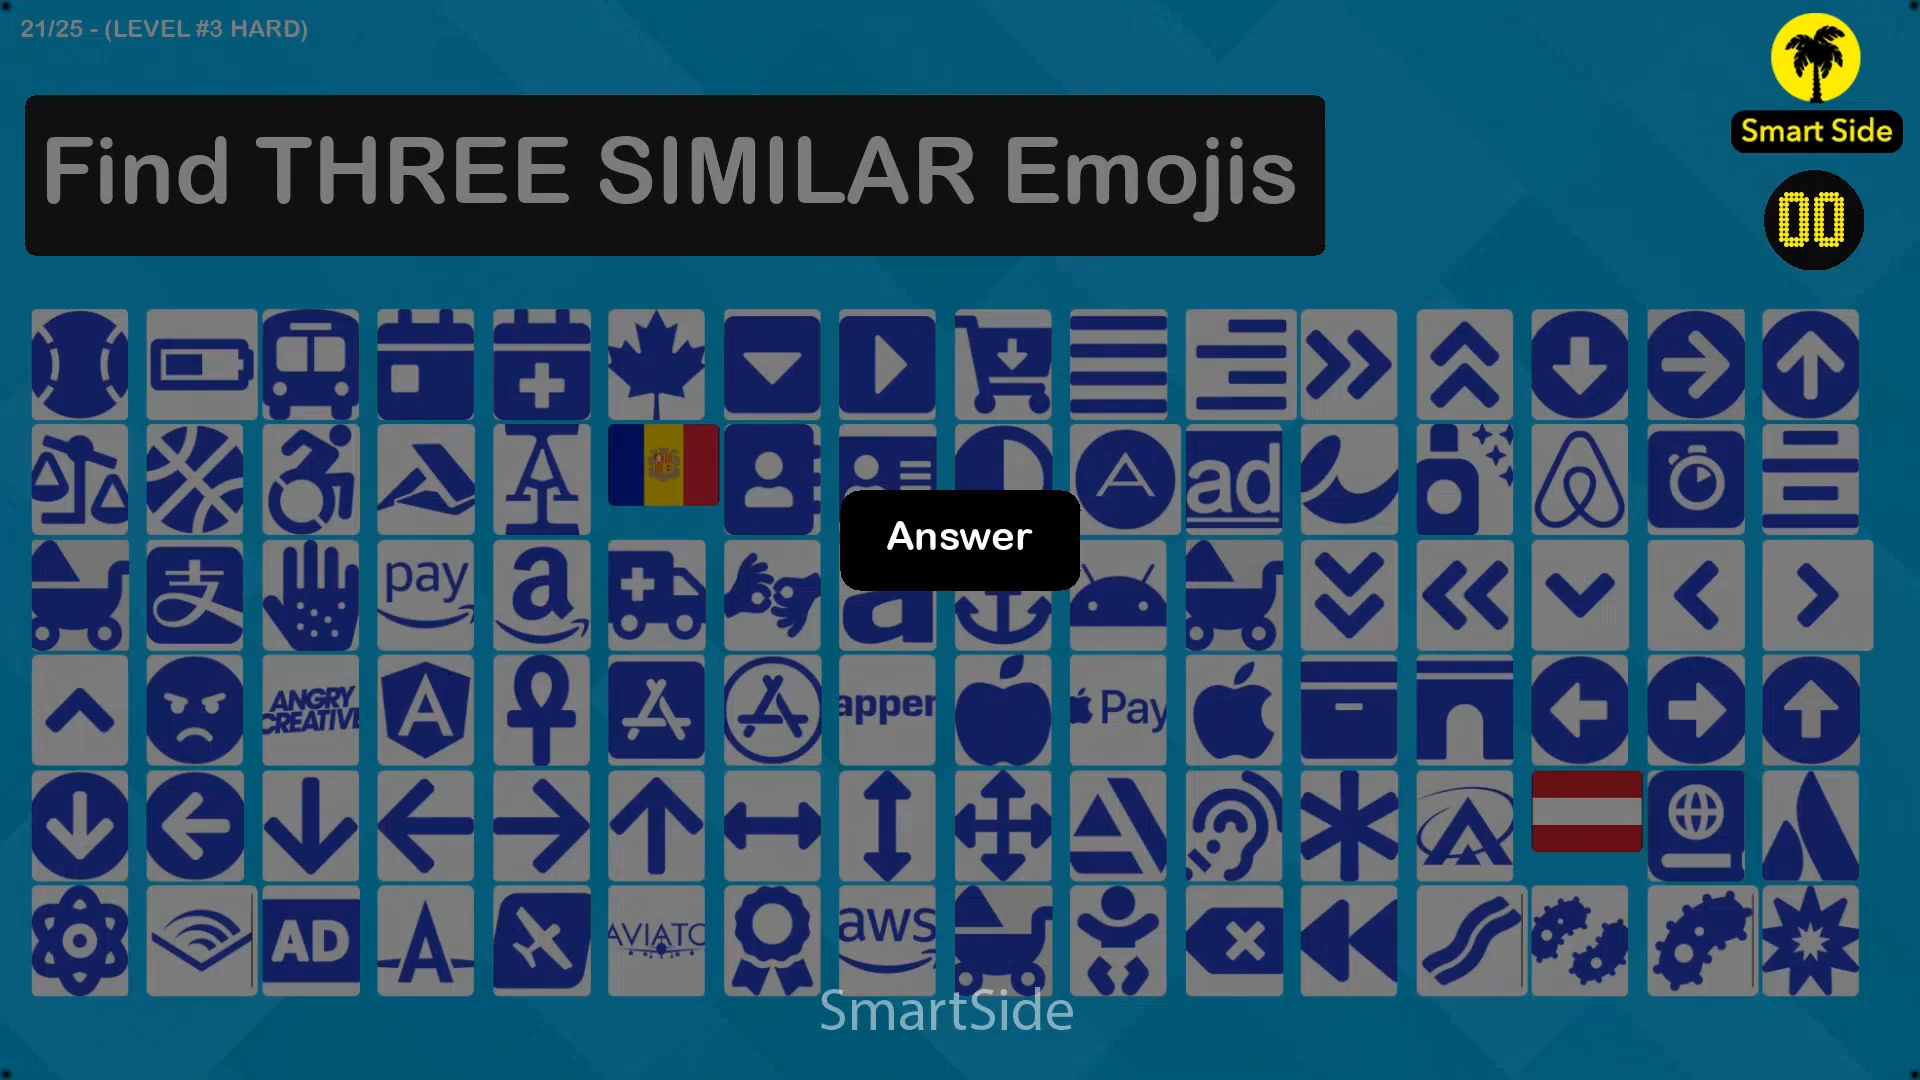 21/25 - (LEVEL #3 HARD)
Smart Side
Find THREE SIMILAR Emojis
00
ad
Answer
支
pay
a
a
ANGRY
CREATIVE
A
apper
Pay
AD
AVIATO
aws
SmartSide